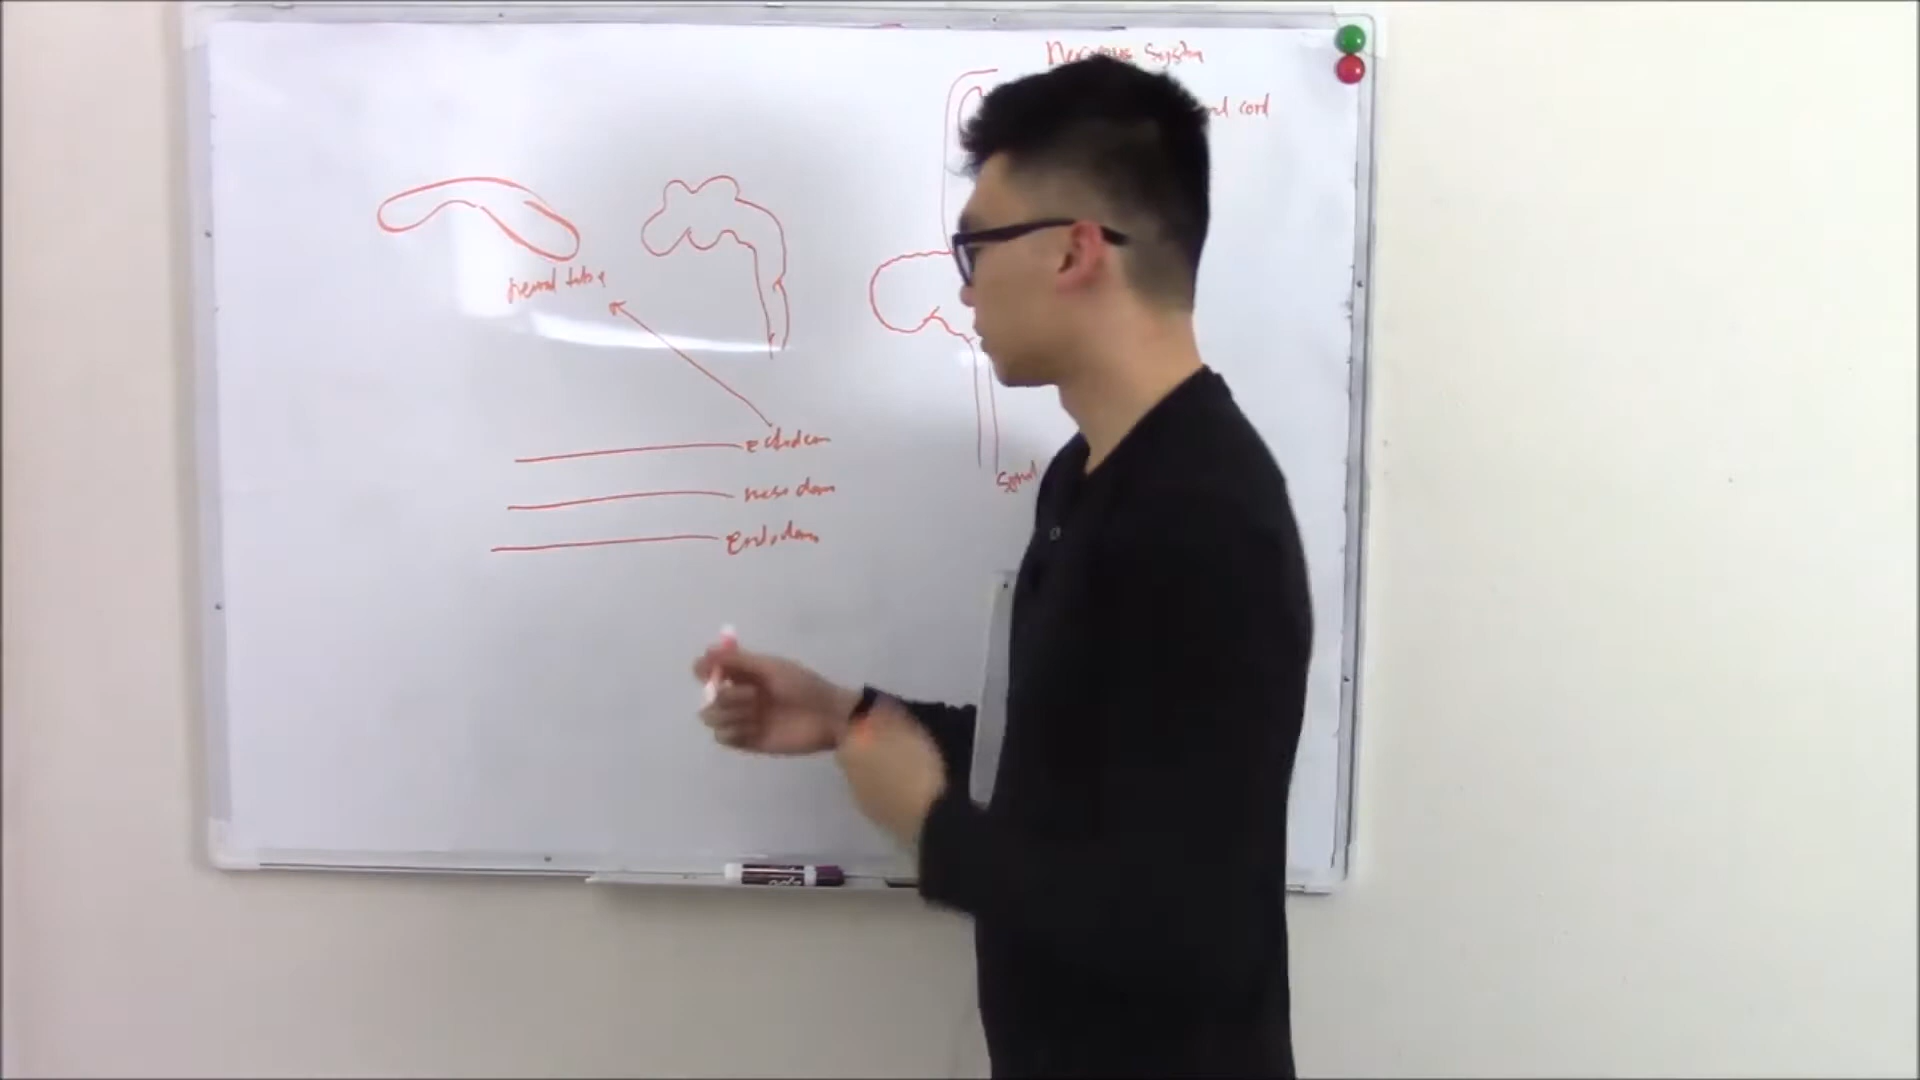 Nervous System
cord
neural tube
ectoderm
mesoderm
Endoderm
Spinal